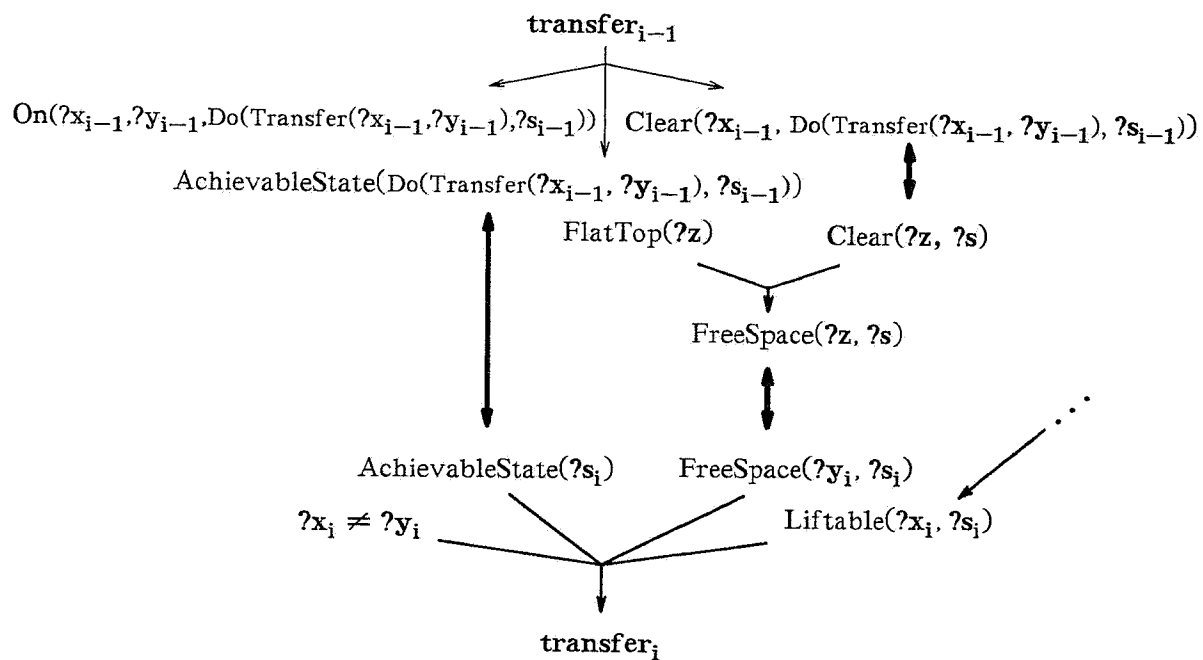 transfer_{i−1}
On(?x_{i−1},?y_{i−1},Do(Transfer(?x_{i−1},?y_{i−1}),?s_{i−1})) Clear(?x_{i−1}, Do(Transfer(?x_{i−1}, ?y_{i−1}), ?s_{i−1}))
AchievableState(Do(Transfer(?x_{i−1}, ?y_{i−1}), ?s_{i−1}))
FlatTop(?z) Clear(?z, ?s)
FreeSpace(?z, ?s)
AchievableState(?s_i) FreeSpace(?y_i, ?s_i)
?x_i ≠ ?y_i Liftable(?x_i, ?s_i)
transfer_i